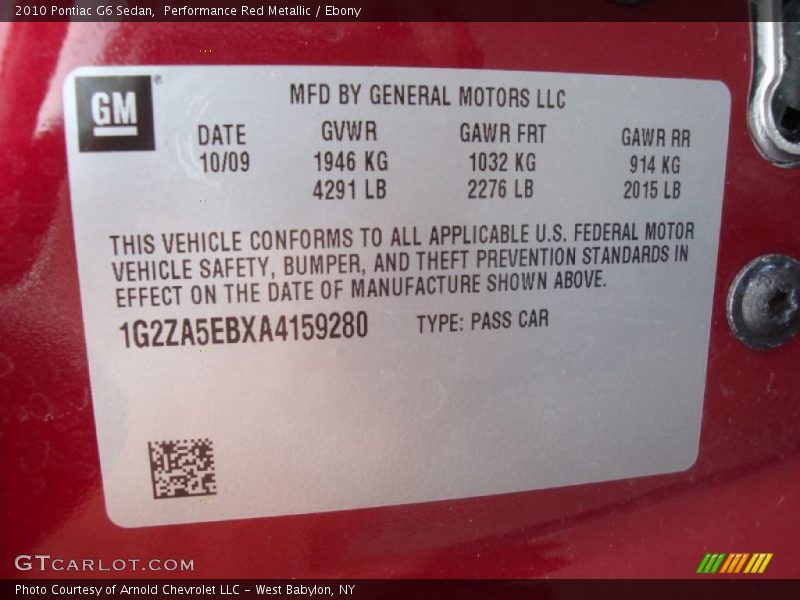 2010 Pontiac G6 Sedan,  Performance Red Metallic / Ebony
GM®
MFD BY GENERAL MOTORS LLC
DATE GVWR GAWR FRT GAWR RR
10/09 1946 KG 1032 KG 914 KG
4291 LB 2276 LB 2015 LB
THIS VEHICLE CONFORMS TO ALL APPLICABLE U.S. FEDERAL MOTOR
VEHICLE SAFETY, BUMPER, AND THEFT PREVENTION STANDARDS IN
EFFECT ON THE DATE OF MANUFACTURE SHOWN ABOVE.
1G2ZA5EBXA4159280 TYPE: PASS CAR
GTCARLOT.COM
Photo Courtesy of Arnold Chevrolet LLC - West Babylon, NY